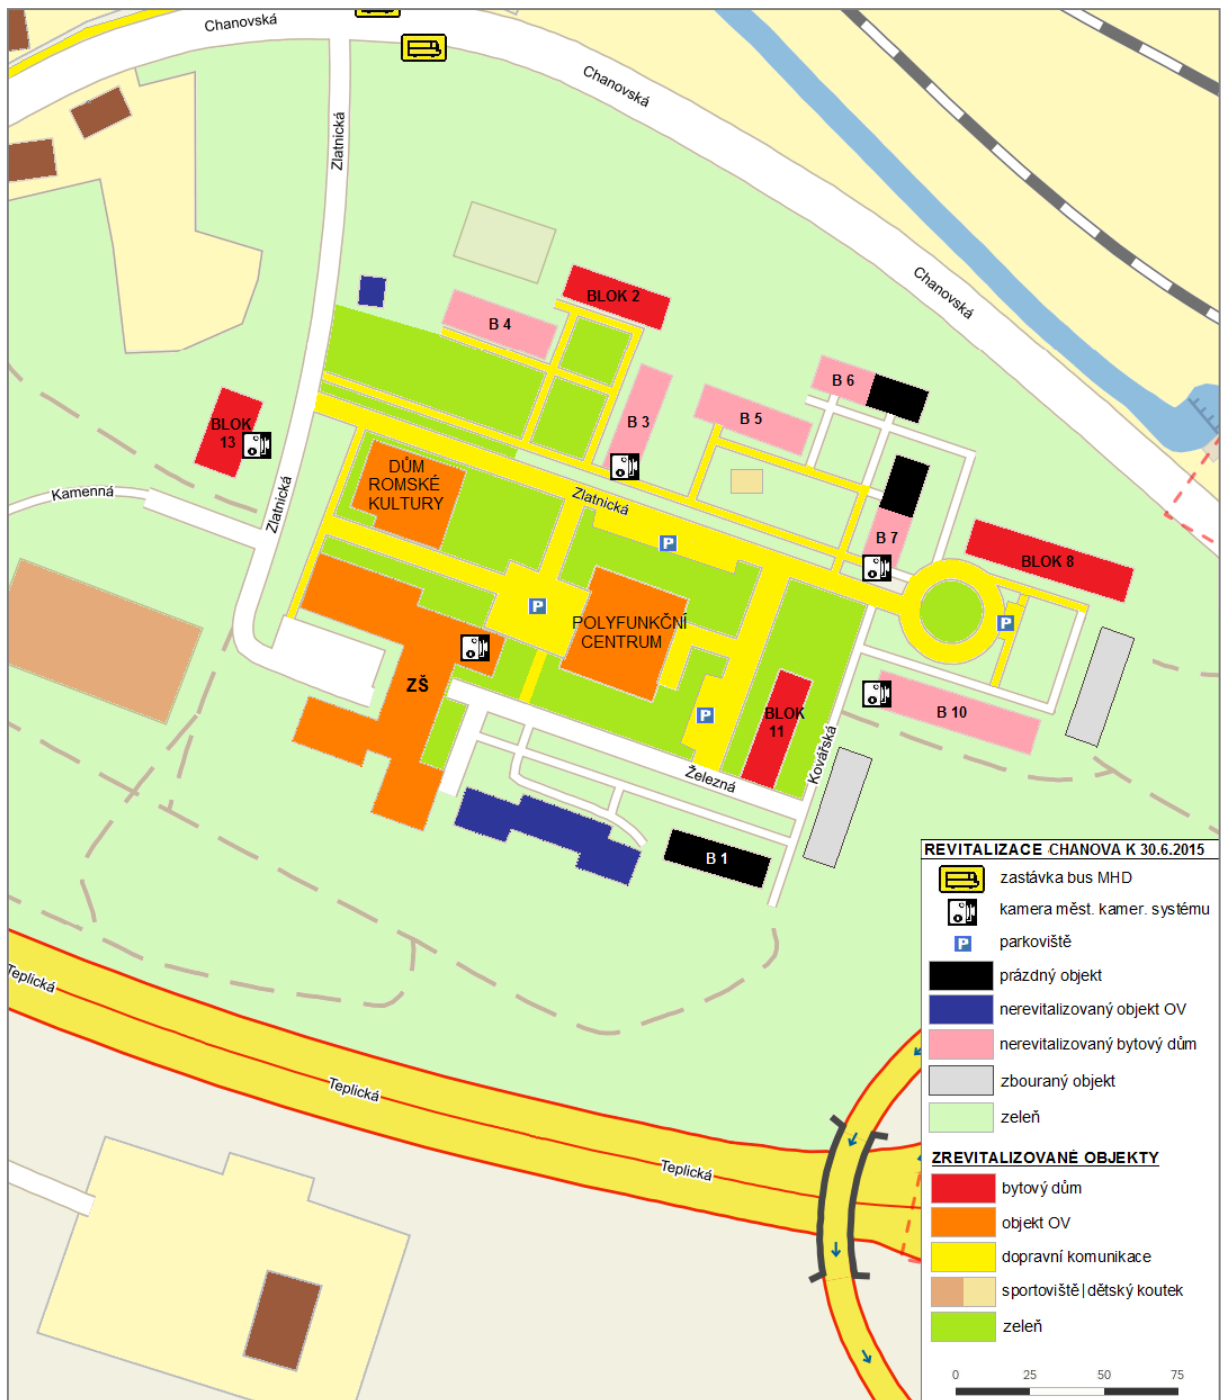 Chanovská
Chanovská
Zlatnická
Chanovská
BLOK 2
B 4
B 6
B 3
B 5
BLOK
13
DŮM
ROMSKÉ
KULTURY
Kamenná
Zlatnická
Zlatnická
P
B 7
BLOK 8
P
POLYFUNKČNÍ
CENTRUM
P
ZŠ
P
BLOK
11
B 10
Kovářská
Železná
B 1
Teplická
Teplická
Teplická
REVITALIZACE CHANOVA K 30.6.2015
zastávka bus MHD
kamera měst. kamer. systému
P parkoviště
prázdný objekt
nerevitalizovaný objekt OV
nerevitalizovaný bytový dům
zbouraný objekt
zeleň
ZREVITALIZOVANÉ OBJEKTY
bytový dům
objekt OV
dopravní komunikace
sportoviště|dětský koutek
zeleň
0 25 50 75